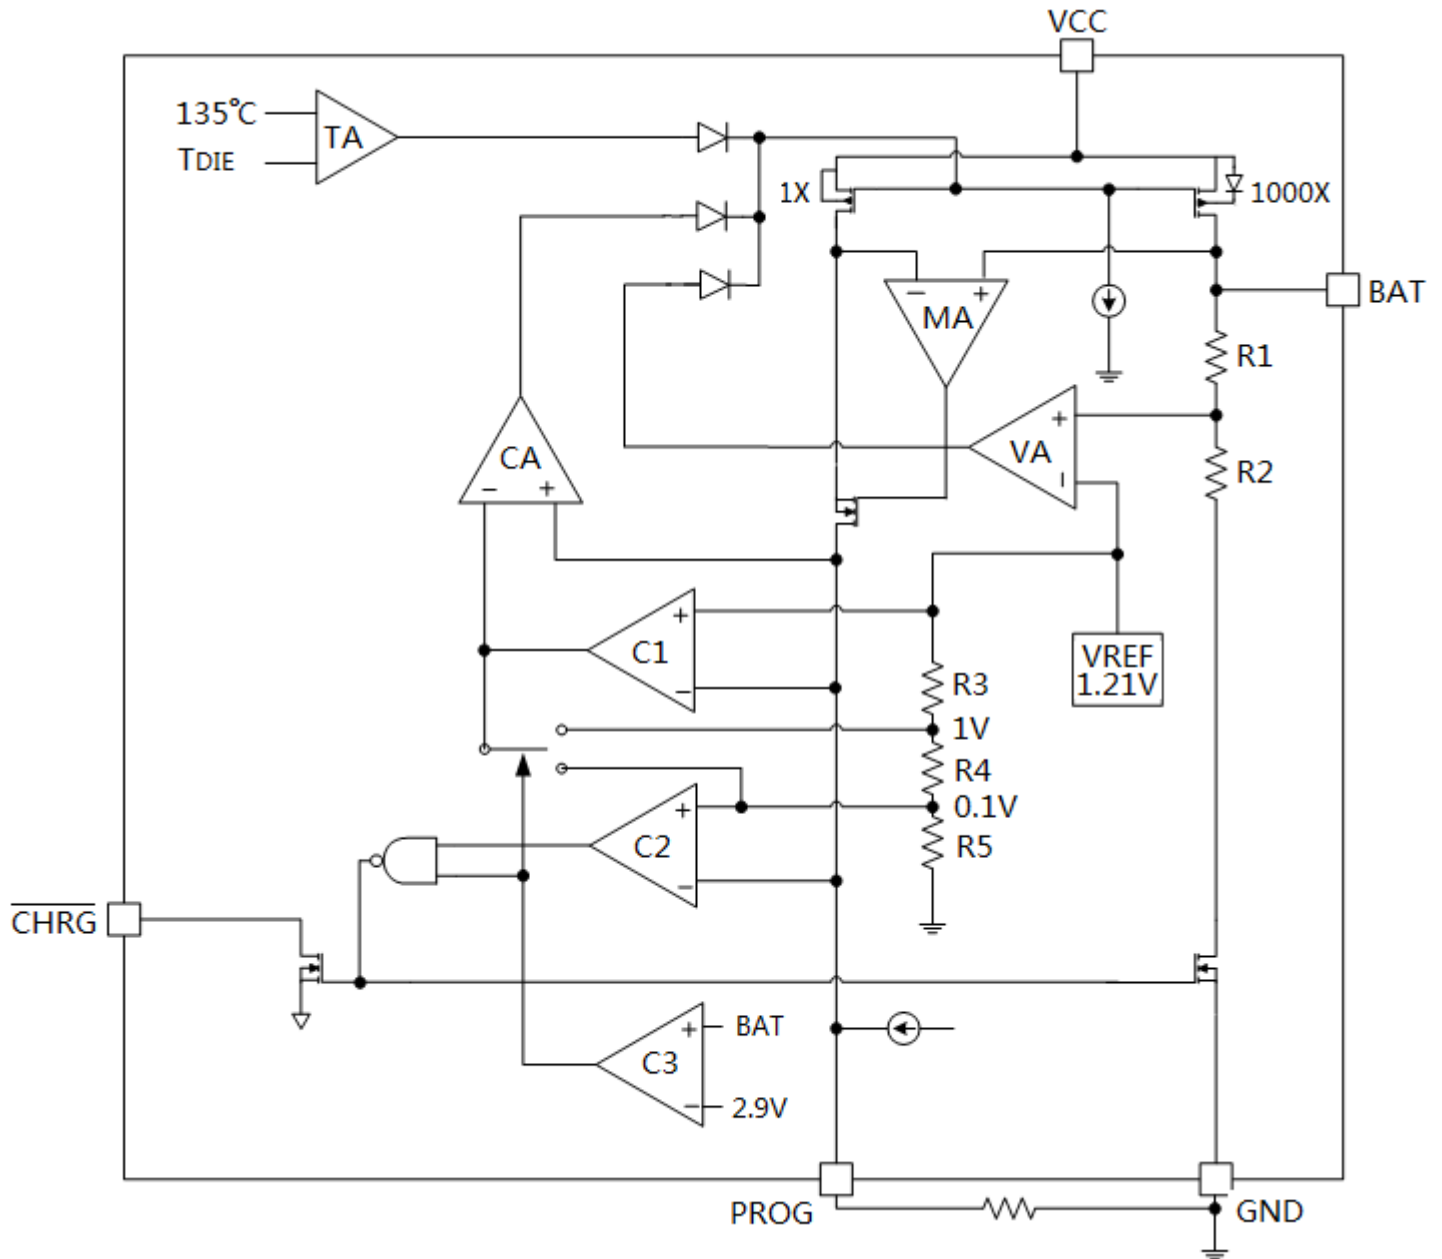 VCC
135℃
TA
TDIE
1X
1000X
− +
MA
BAT
R1
+
VA
−
R2
CA
− +
+
C1
−
VREF
1.21V
R3
1V
R4
0.1V
+
C2
−
R5
CHRG
+ BAT
C3
− 2.9V
PROG
GND